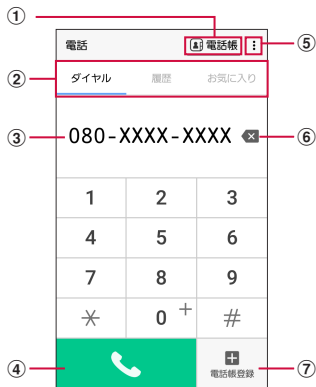 ①
電話 電話帳 ⑤
② ダイヤル 履歴 お気に入り
③ 080-XXXX-XXXX ⑥
1 2 3
4 5 6
7 8 9
* 0 + #
④ 電話帳登録 ⑦